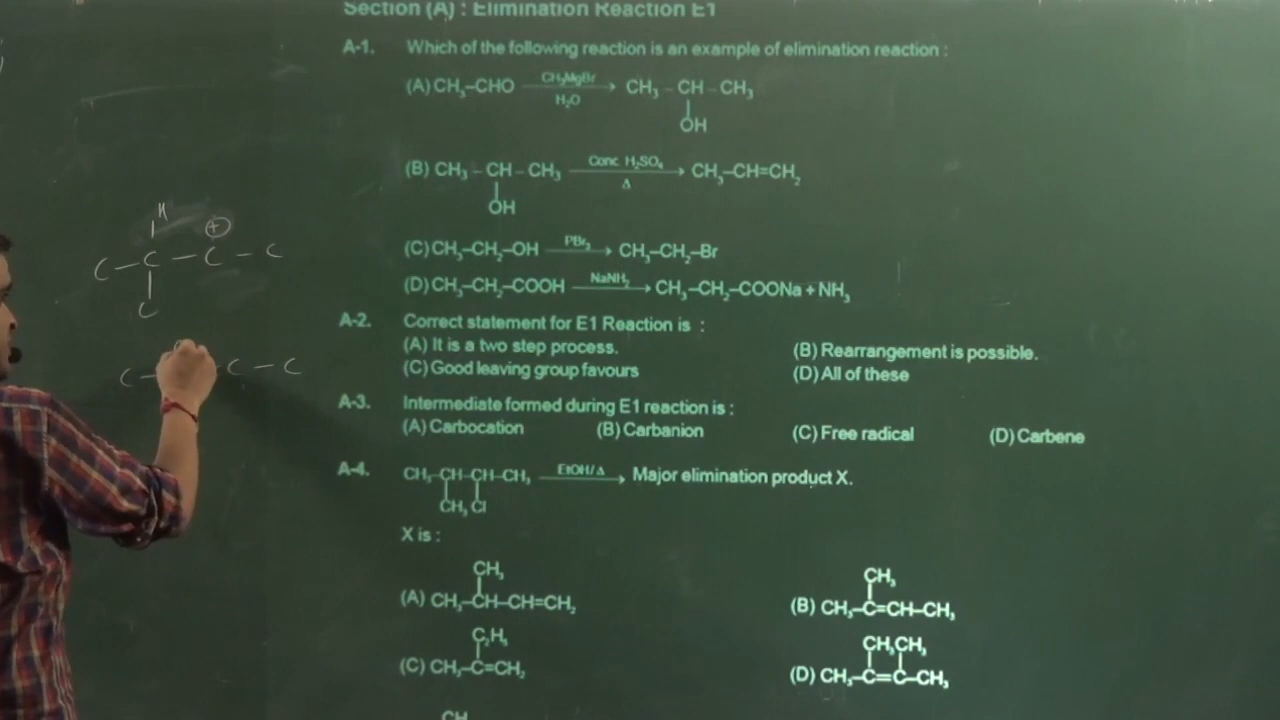 Section (A) : Elimination Reaction E1
A-1. Which of the following reaction is an example of elimination reaction :
(A) CH₃–CHO CH₃MgBr / H₂O → CH₃ – CH – CH₃
OH
(B) CH₃ – CH – CH₃ Conc. H₂SO₄ / Δ → CH₃–CH=CH₂
OH
(C) CH₃–CH₂–OH PBr₃ → CH₃–CH₂–Br
(D) CH₃–CH₂–COOH NaNH₂ → CH₃–CH₂–COONa + NH₃
A-2. Correct statement for E1 Reaction is :
(A) It is a two step process. (B) Rearrangement is possible.
(C) Good leaving group favours (D) All of these
A-3. Intermediate formed during E1 reaction is :
(A) Carbocation (B) Carbanion (C) Free radical (D) Carbene
A-4. CH₃–CH–CH–CH₃ EtOH/Δ → Major elimination product X.
CH₃ Cl
X is :
CH₃
(A) CH₃–CH–CH=CH₂
CH₃
(B) CH₃–C=CH–CH₃
C₂H₅
(C) CH₃–C=CH₂
CH₃ CH₃
(D) CH₃–C=C–CH₃
CH
H
+
C – C – C – C
C
C – C – C